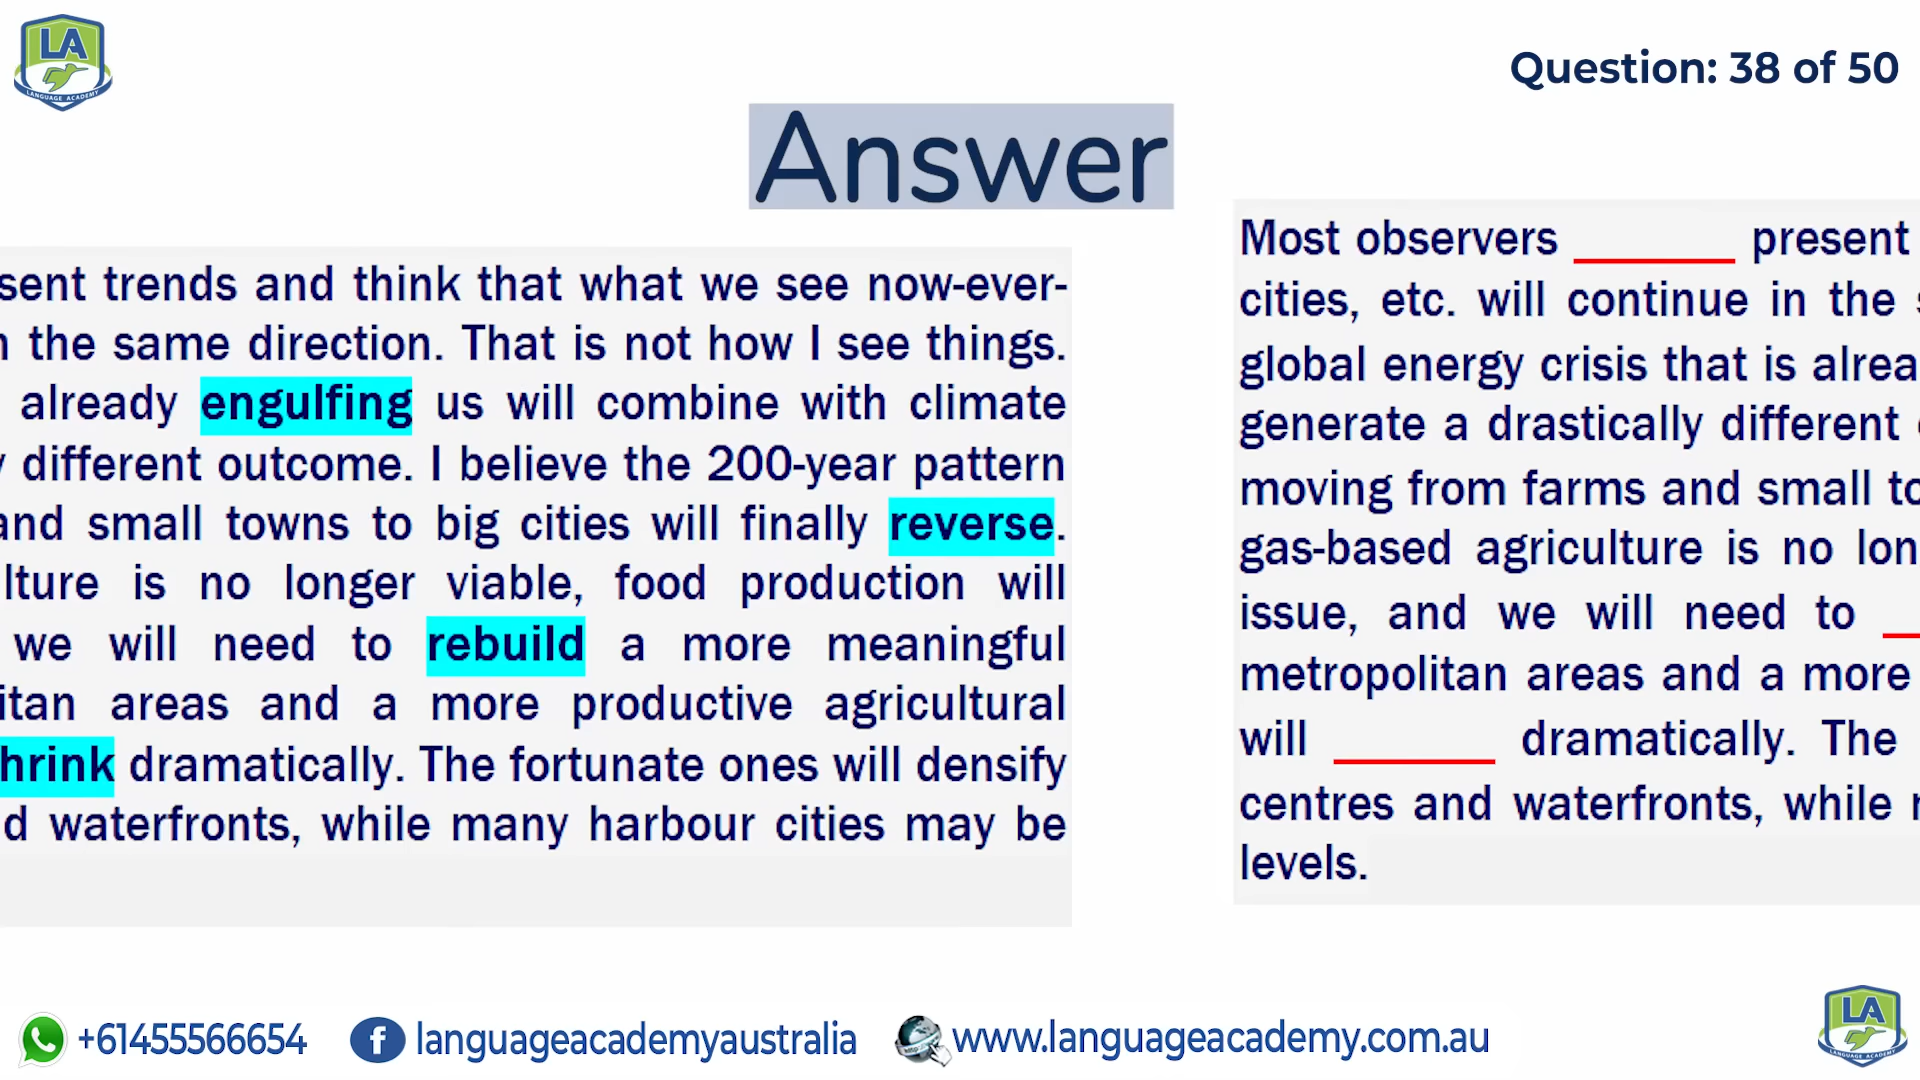 LA
LANGUAGE ACADEMY
Question: 38 of 50
Answer
sent trends and think that what we see now-ever-
n the same direction. That is not how I see things.
already engulfing us will combine with climate
different outcome. I believe the 200-year pattern
and small towns to big cities will finally reverse.
lture is no longer viable, food production will
we will need to rebuild a more meaningful
itan areas and a more productive agricultural
hrink dramatically. The fortunate ones will densify
d waterfronts, while many harbour cities may be
Most observers ______ present
cities, etc. will continue in the
global energy crisis that is alrea
generate a drastically different
moving from farms and small to
gas-based agriculture is no lon
issue, and we will need to
metropolitan areas and a more
will ______ dramatically. The
centres and waterfronts, while
levels.
+61455566654
languageacademyaustralia
www.languageacademy.com.au
LA
LANGUAGE ACADEMY